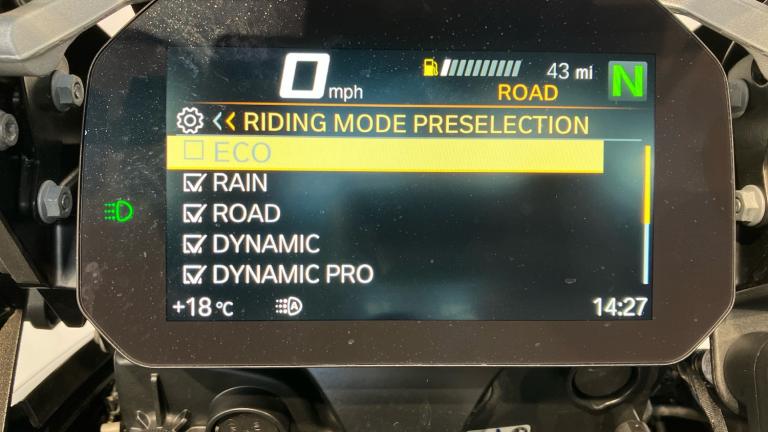 0 mph 43 mi N
ROAD
<< RIDING MODE PRESELECTION
ECO
RAIN
ROAD
DYNAMIC
DYNAMIC PRO
+18 °C A 14:27